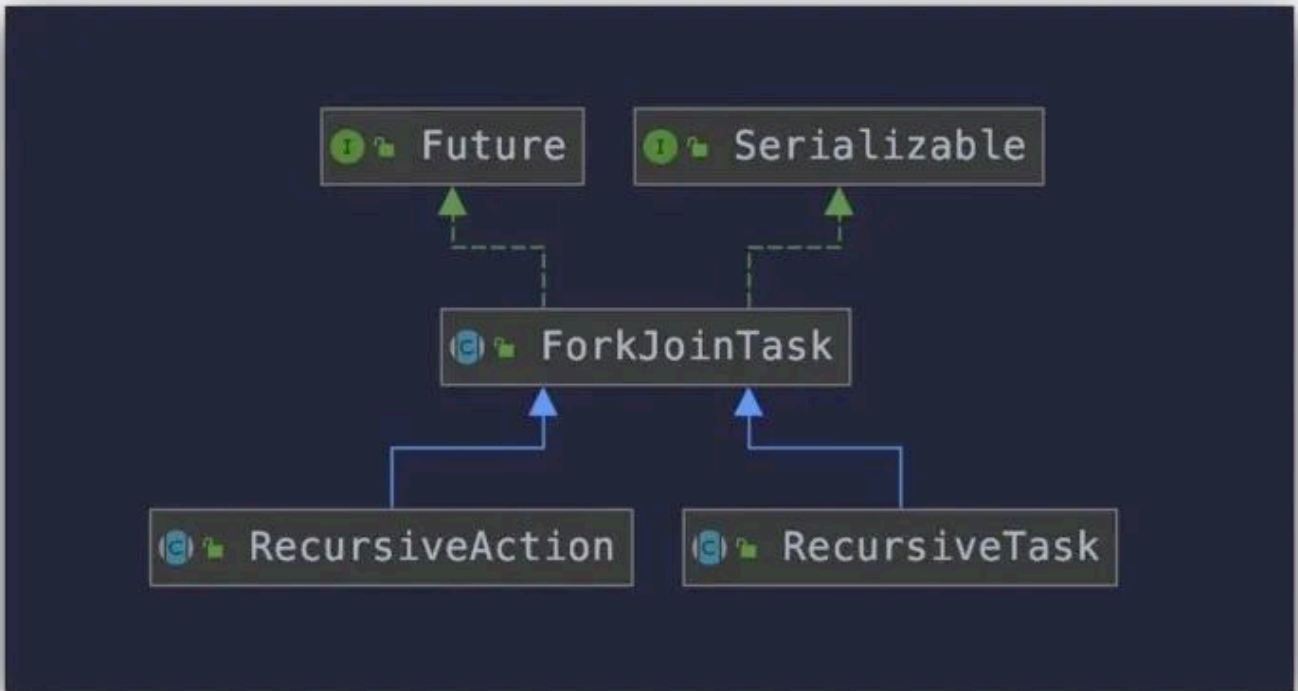 I Future
I Serializable
C ForkJoinTask
C RecursiveAction
C RecursiveTask